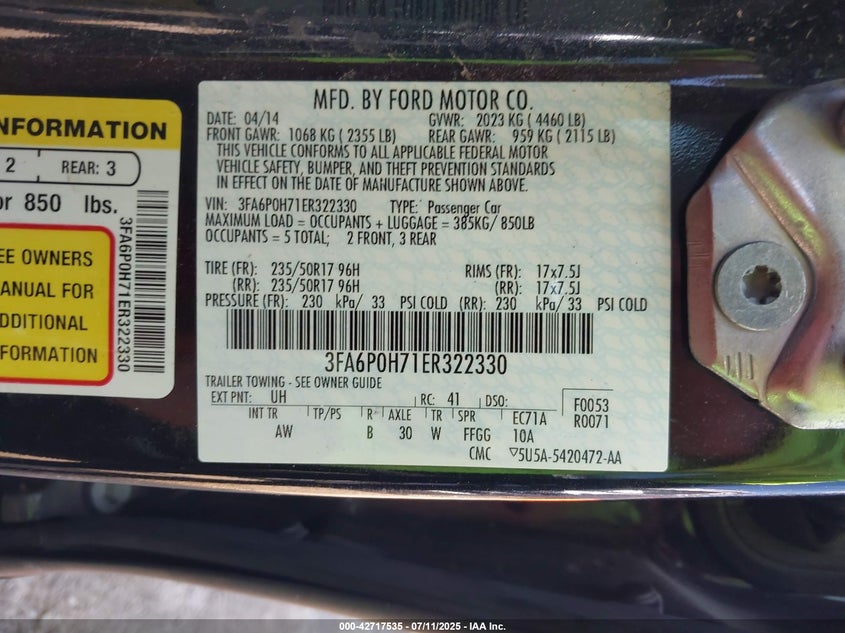 INFORMATION
2 REAR: 3
or 850 lbs.
EE OWNERS
MANUAL FOR
ADDITIONAL
INFORMATION
3FA6P0H71ER322330
MFD. BY FORD MOTOR CO.
DATE: 04/14 GVWR: 2023 KG ( 4460 LB)
FRONT GAWR: 1068 KG ( 2355 LB) REAR GAWR: 959 KG ( 2115 LB)
THIS VEHICLE CONFORMS TO ALL APPLICABLE FEDERAL MOTOR
VEHICLE SAFETY, BUMPER, AND THEFT PREVENTION STANDARDS
IN EFFECT ON THE DATE OF MANUFACTURE SHOWN ABOVE.
VIN: 3FA6P0H71ER322330 TYPE: Passenger Car
MAXIMUM LOAD = OCCUPANTS + LUGGAGE = 385KG/ 850LB
OCCUPANTS = 5 TOTAL; 2 FRONT, 3 REAR
TIRE (FR): 235/50R17 96H RIMS (FR): 17x7.5J
(RR): 235/50R17 96H (RR): 17x7.5J
PRESSURE (FR): 230 kPa/ 33 PSI COLD (RR): 230 kPa/ 33 PSI COLD
3FA6P0H71ER322330
TRAILER TOWING - SEE OWNER GUIDE
EXT PNT: UH RC: 41 DSO: F0053
INT TR TP/PS R AXLE TR SPR EC71A R0071
AW B 30 W FFGG 10A
CMC ▽5U5A-5420472-AA
000-42717535 - 07/11/2025 - IAA Inc.